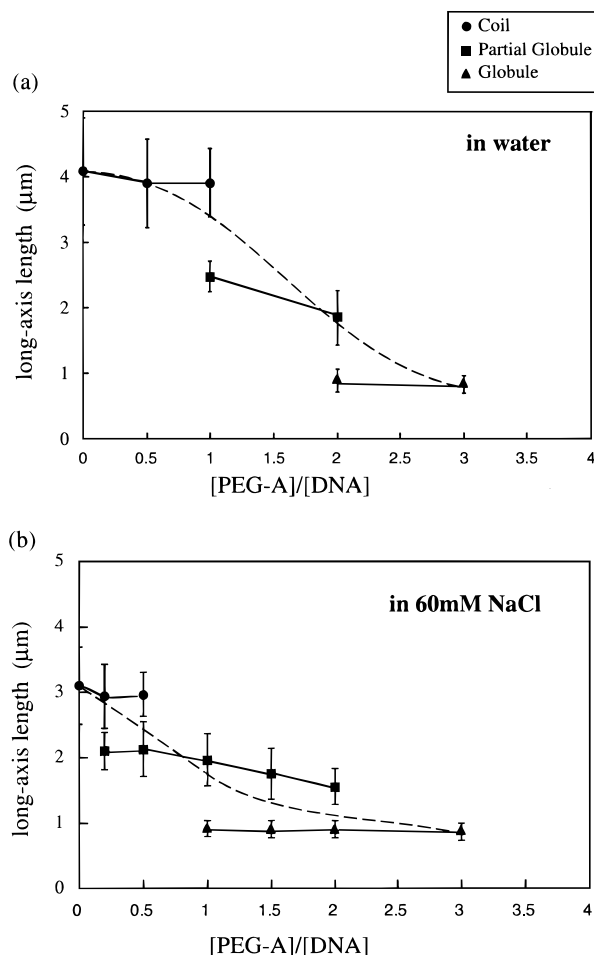 Coil
Partial Globule
Globule
(a)
in water
5
4
3
2
1
0
long-axis length (μm)
0 0.5 1 1.5 2 2.5 3 3.5 4
[PEG-A]/[DNA]
(b)
in 60mM NaCl
5
4
3
2
1
0
long-axis length (μm)
0 0.5 1 1.5 2 2.5 3 3.5 4
[PEG-A]/[DNA]